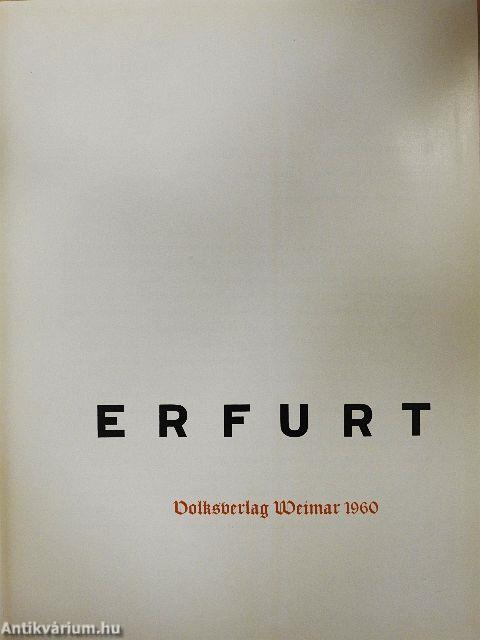 ERFURT
Volksverlag Weimar 1960
Antikvárium.hu